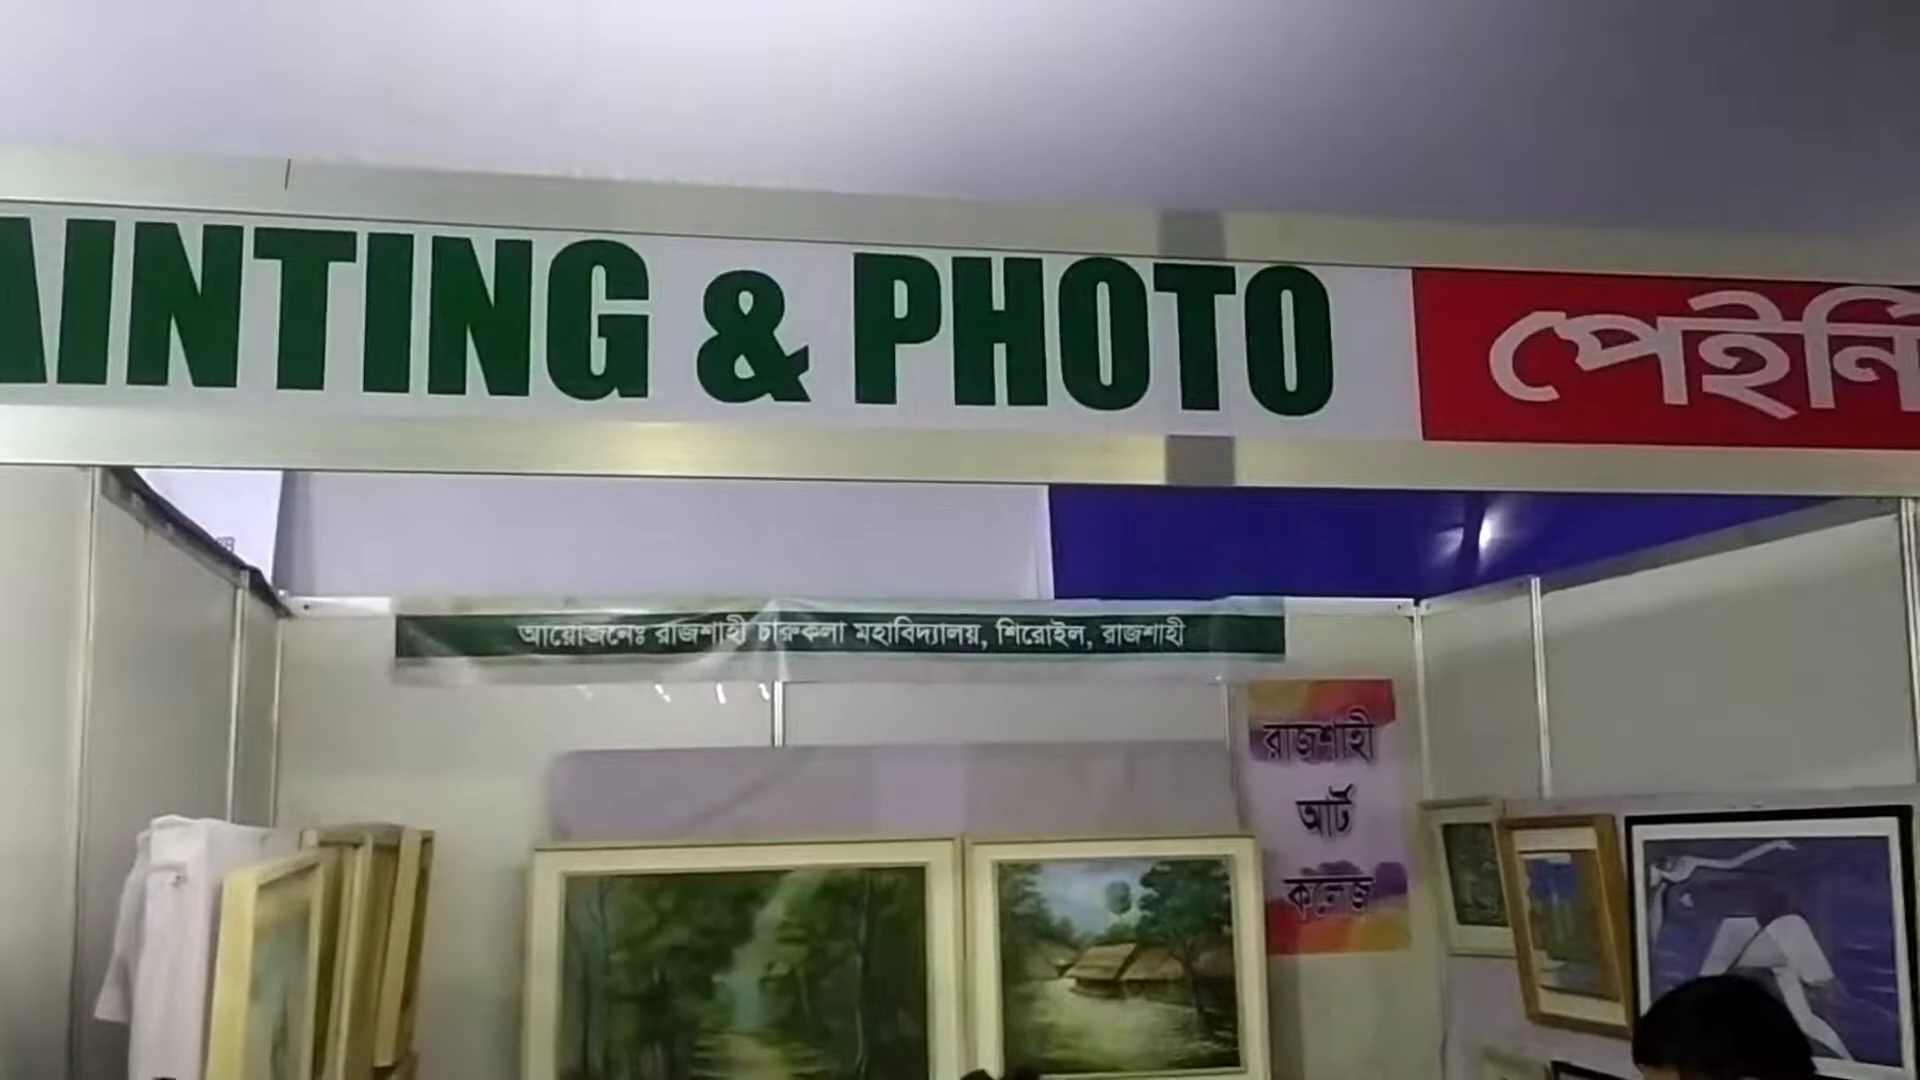 AINTING & PHOTO পেইন্টি
আয়োজনেঃ রাজশাহী চারুকলা মহাবিদ্যালয়, শিরোইল, রাজশাহী
রাজশাহী
আর্ট
কলেজ